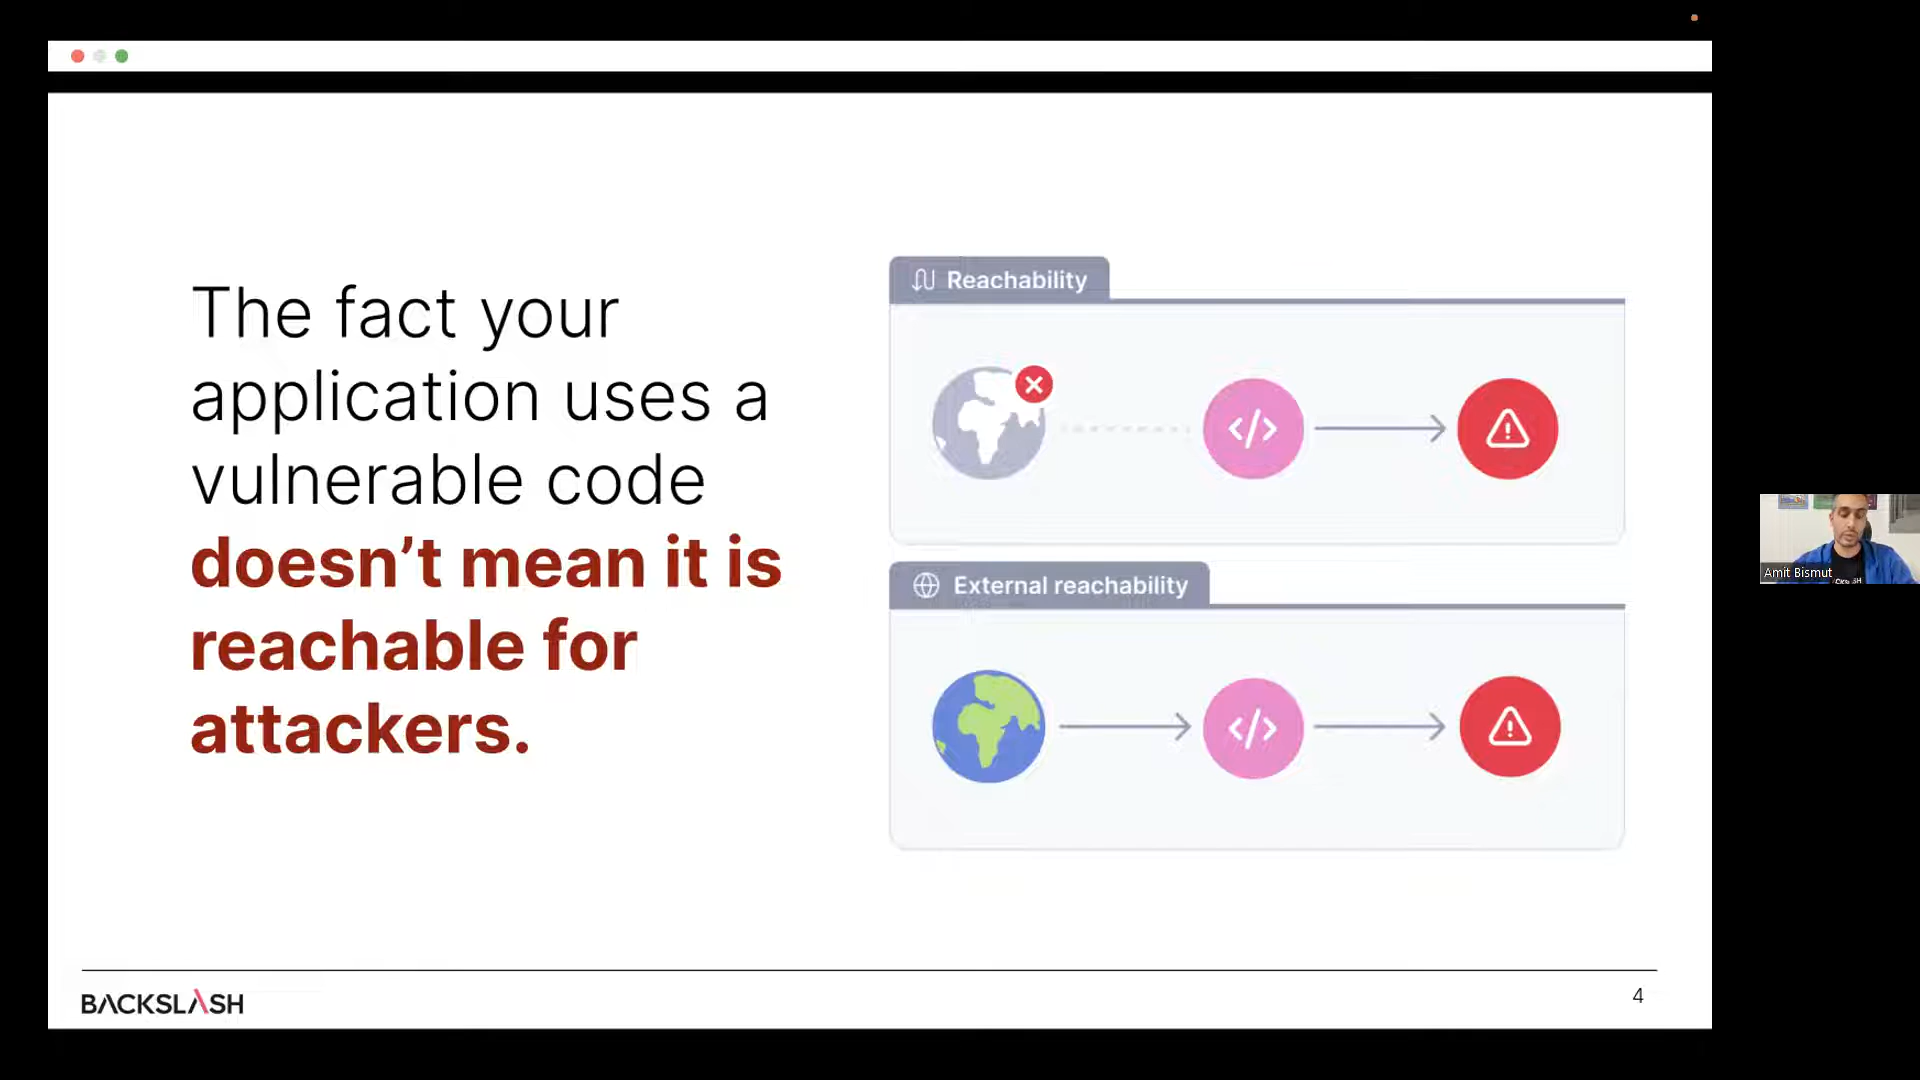 The fact your
application uses a
vulnerable code
doesn’t mean it is
reachable for
attackers.
Reachability
</>
External reachability
</>
BACKSLASH
4
Amit Bismut